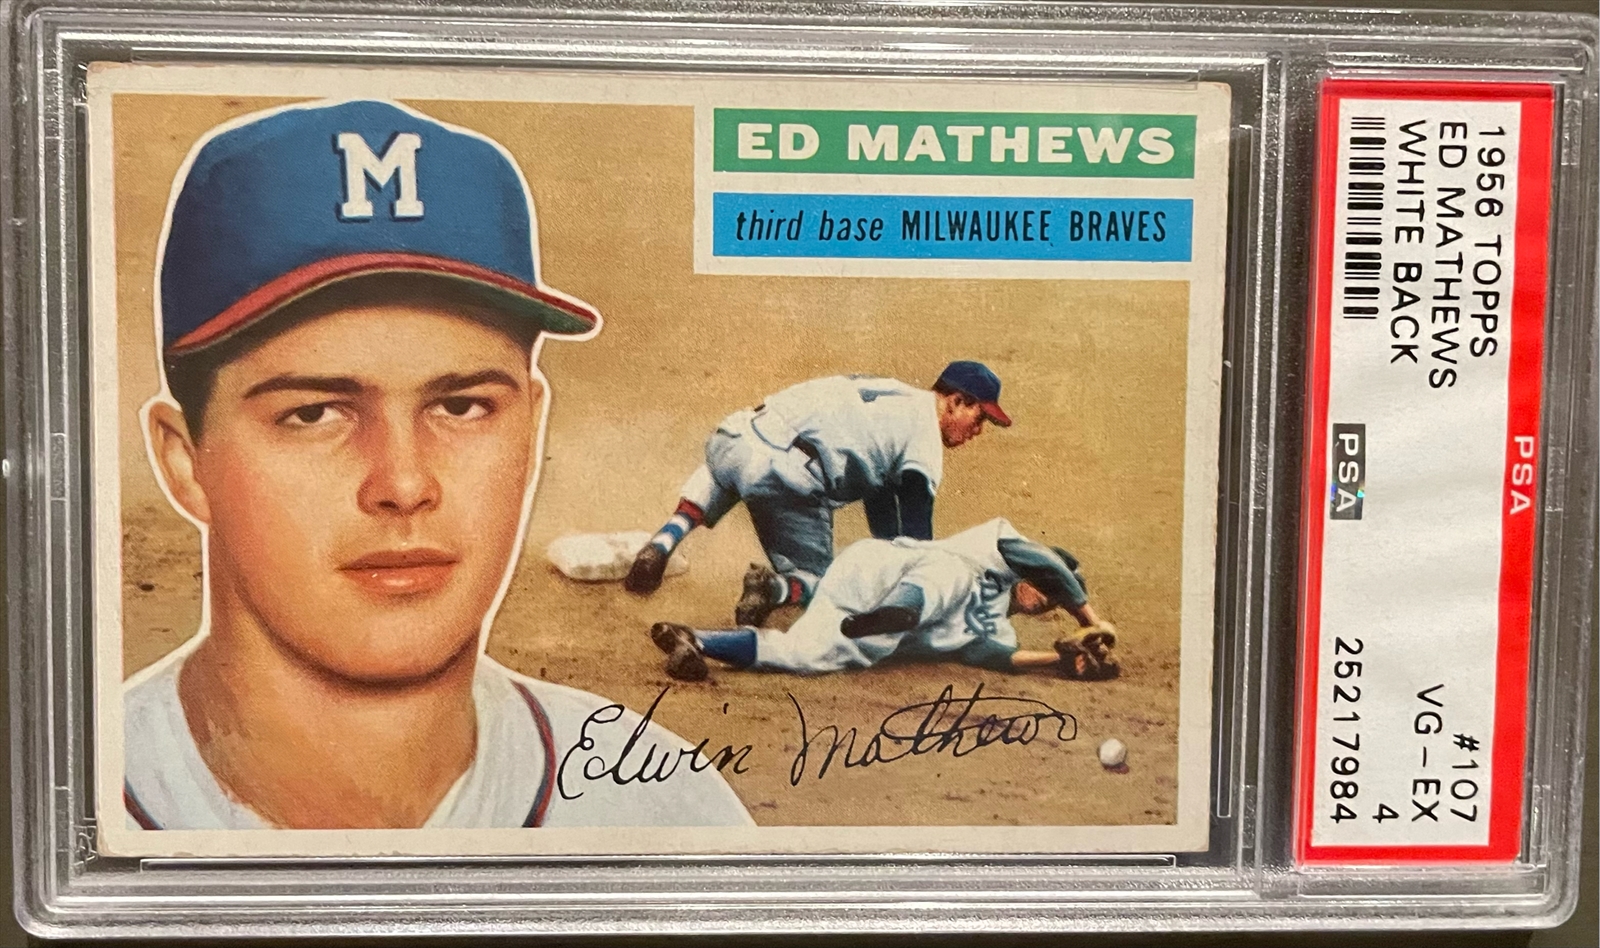 M
ED MATHEWS
third base MILWAUKEE BRAVES
Edwin Mathews
PSA
1956 TOPPS #107
ED MATHEWS VG-EX
WHITE BACK 4
PSA 25217984